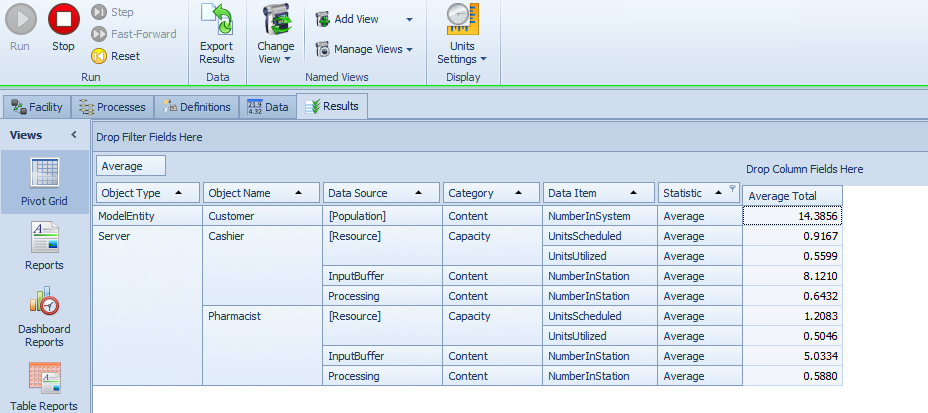 Run
Stop
Step
Fast-Forward
Reset
Run
Export
Results
Data
Change
View
Add View
Manage Views
Named Views
Units
Settings
Display
Facility
Processes
Definitions
21.9
4.32
Data
Results
Views
Pivot Grid
Reports
Dashboard
Reports
Table Reports
Drop Filter Fields Here
Average
Drop Column Fields Here
Object Type Object Name Data Source Category Data Item Statistic Average Total
ModelEntity Customer [Population] Content NumberInSystem Average 14.3856
Server Cashier [Resource] Capacity UnitsScheduled Average 0.9167
UnitsUtilized Average 0.5599
InputBuffer Content NumberInStation Average 8.1210
Processing Content NumberInStation Average 0.6432
Pharmacist [Resource] Capacity UnitsScheduled Average 1.2083
UnitsUtilized Average 0.5046
InputBuffer Content NumberInStation Average 5.0334
Processing Content NumberInStation Average 0.5880